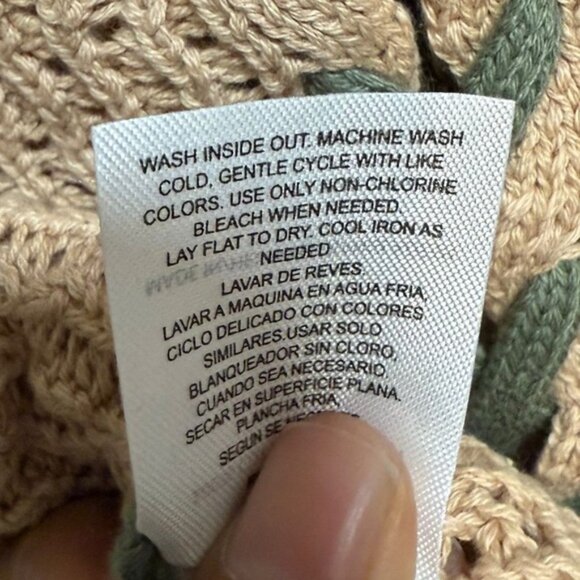 WASH INSIDE OUT. MACHINE WASH
COLD, GENTLE CYCLE WITH LIKE
COLORS. USE ONLY NON-CHLORINE
BLEACH WHEN NEEDED.
LAY FLAT TO DRY. COOL IRON AS
NEEDED
LAVAR DE REVES.
LAVAR A MAQUINA EN AGUA FRIA,
CICLO DELICADO CON COLORES
SIMILARES.USAR SOLO
BLANQUEADOR SIN CLORO,
CUANDO SEA NECESARIO.
SECAR EN SUPERFICIE PLANA.
PLANCHA FRIA
SEGUN SE